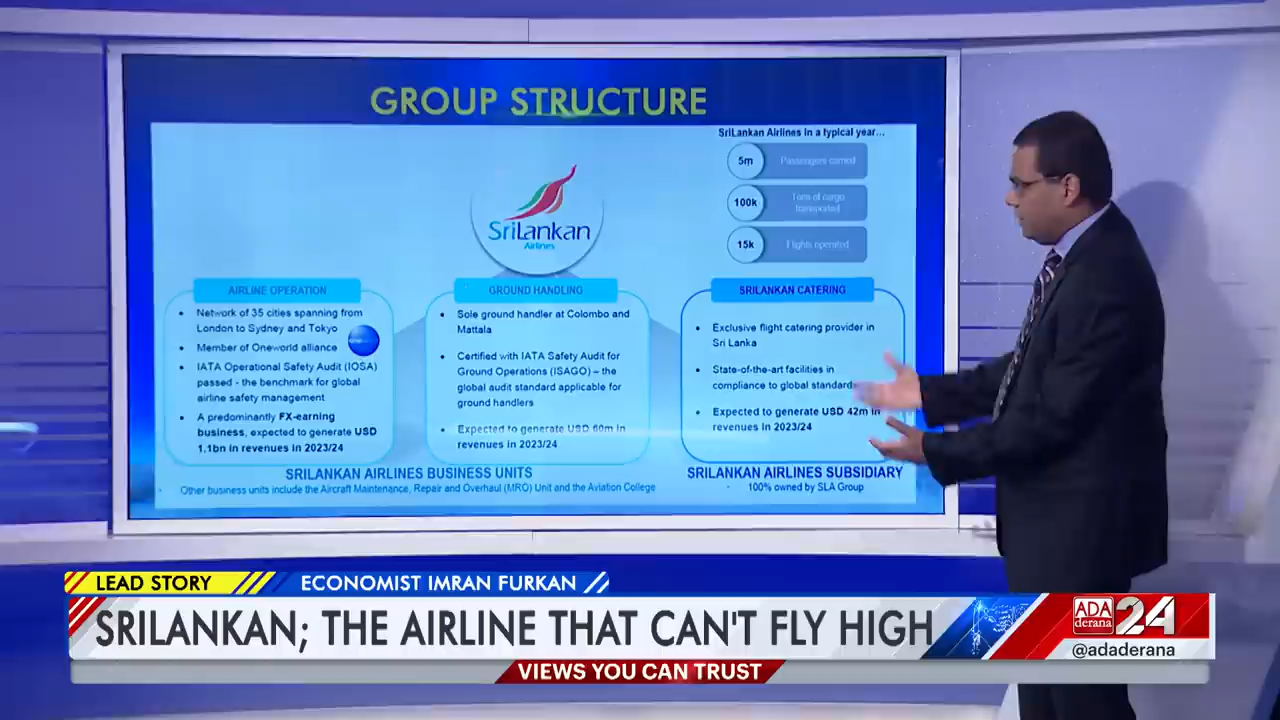 GROUP STRUCTURE
SriLankan Airlines in a typical year...
5m
Passengers carried
100k
Tons of cargo
transported
15k
Flights operated
SriLankan
Airlines
AIRLINE OPERATION
• Network of 35 cities spanning from
London to Sydney and Tokyo
• Member of Oneworld alliance
• IATA Operational Safety Audit (IOSA)
passed - the benchmark for global
airline safety management
• A predominantly FX-earning
business, expected to generate USD
1.1bn in revenues in 2023/24
GROUND HANDLING
• Sole ground handler at Colombo and
Mattala
• Certified with IATA Safety Audit for
Ground Operations (ISAGO) – the
global audit standard applicable for
ground handlers
• Expected to generate USD 60m in
revenues in 2023/24
SRILANKAN CATERING
• Exclusive flight catering provider in
Sri Lanka
• State-of-the-art facilities in
compliance to global standards
• Expected to generate USD 42m in
revenues in 2023/24
SRILANKAN AIRLINES BUSINESS UNITS
Other business units include the Aircraft Maintenance, Repair and Overhaul (MRO) Unit and the Aviation College
SRILANKAN AIRLINES SUBSIDIARY
- 100% owned by SLA Group
LEAD STORY
ECONOMIST IMRAN FURKAN
SRILANKAN; THE AIRLINE THAT CAN'T FLY HIGH
ADA
derana
24
@adaderana
VIEWS YOU CAN TRUST